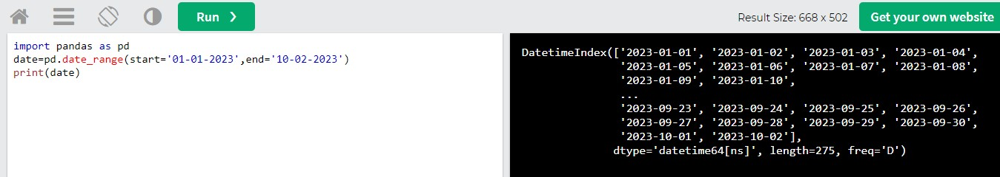 Run ❯
Result Size: 668 x 502
Get your own website
import pandas as pd
date=pd.date_range(start='01-01-2023',end='10-02-2023')
print(date)
DatetimeIndex(['2023-01-01', '2023-01-02', '2023-01-03', '2023-01-04',
'2023-01-05', '2023-01-06', '2023-01-07', '2023-01-08',
'2023-01-09', '2023-01-10',
...
'2023-09-23', '2023-09-24', '2023-09-25', '2023-09-26',
'2023-09-27', '2023-09-28', '2023-09-29', '2023-09-30',
'2023-10-01', '2023-10-02'],
dtype='datetime64[ns]', length=275, freq='D')